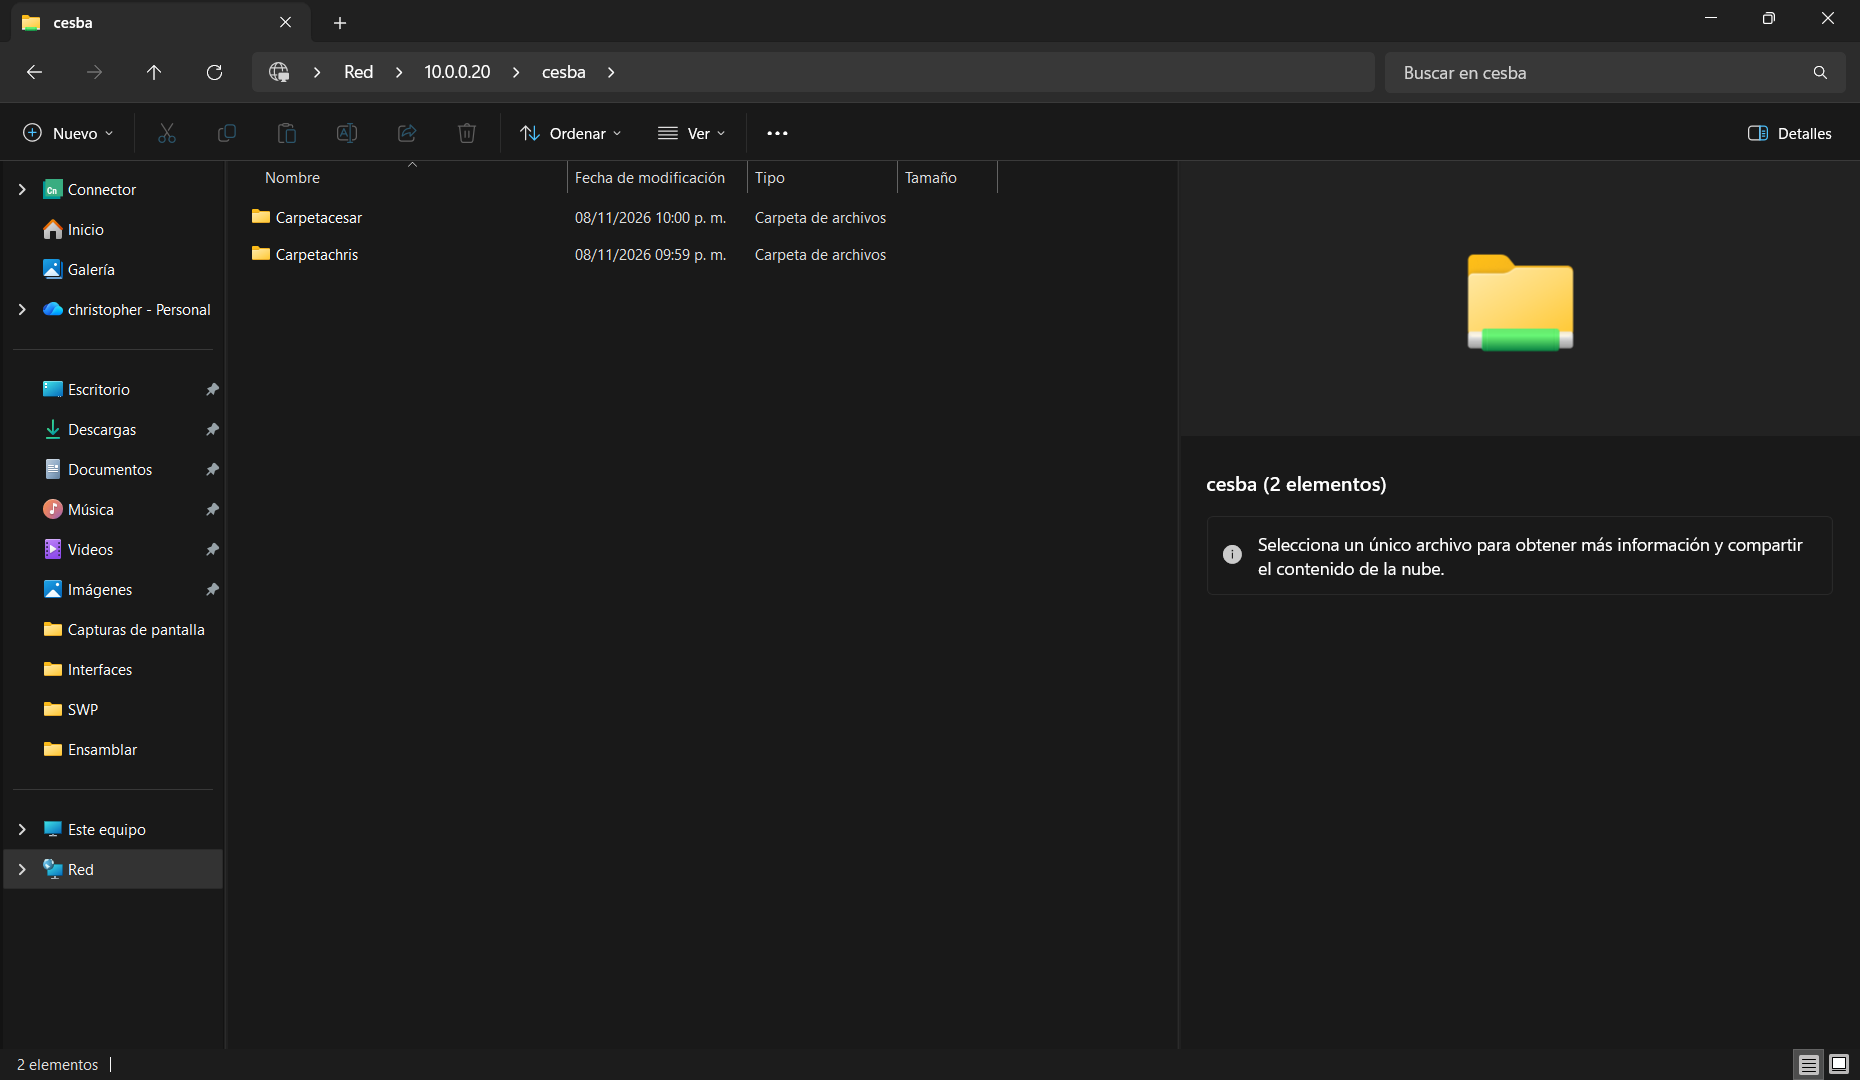 cesba
Red
10.0.0.20
cesba
Buscar en cesba
Nuevo
Ordenar
Ver
Detalles
Cn Connector
Inicio
Galería
christopher - Personal
Escritorio
Descargas
Documentos
Música
Videos
Imágenes
Capturas de pantalla
Interfaces
SWP
Ensamblar
Este equipo
Red
Nombre Fecha de modificación Tipo Tamaño
Carpetacesar 08/11/2026 10:00 p. m. Carpeta de archivos
Carpetachris 08/11/2026 09:59 p. m. Carpeta de archivos
cesba (2 elementos)
Selecciona un único archivo para obtener más información y compartir
el contenido de la nube.
2 elementos